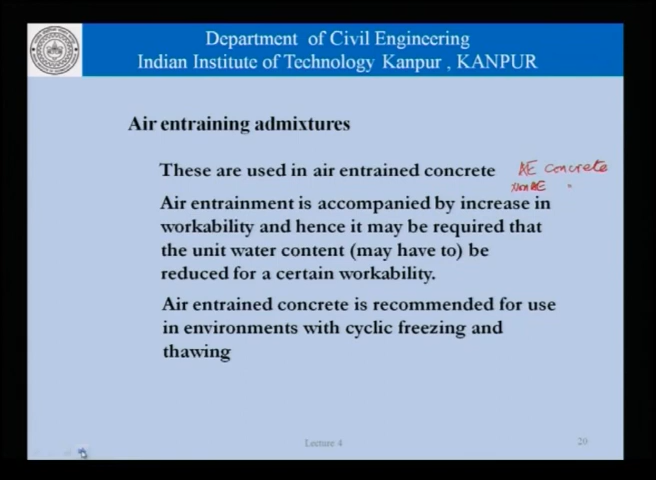 Department of Civil Engineering
Indian Institute of Technology Kanpur , KANPUR
Air entraining admixtures
These are used in air entrained concrete AE concrete
non AE
Air entrainment is accompanied by increase in
workability and hence it may be required that
the unit water content (may have to) be
reduced for a certain workability.
Air entrained concrete is recommended for use
in environments with cyclic freezing and
thawing
Lecture 4
20